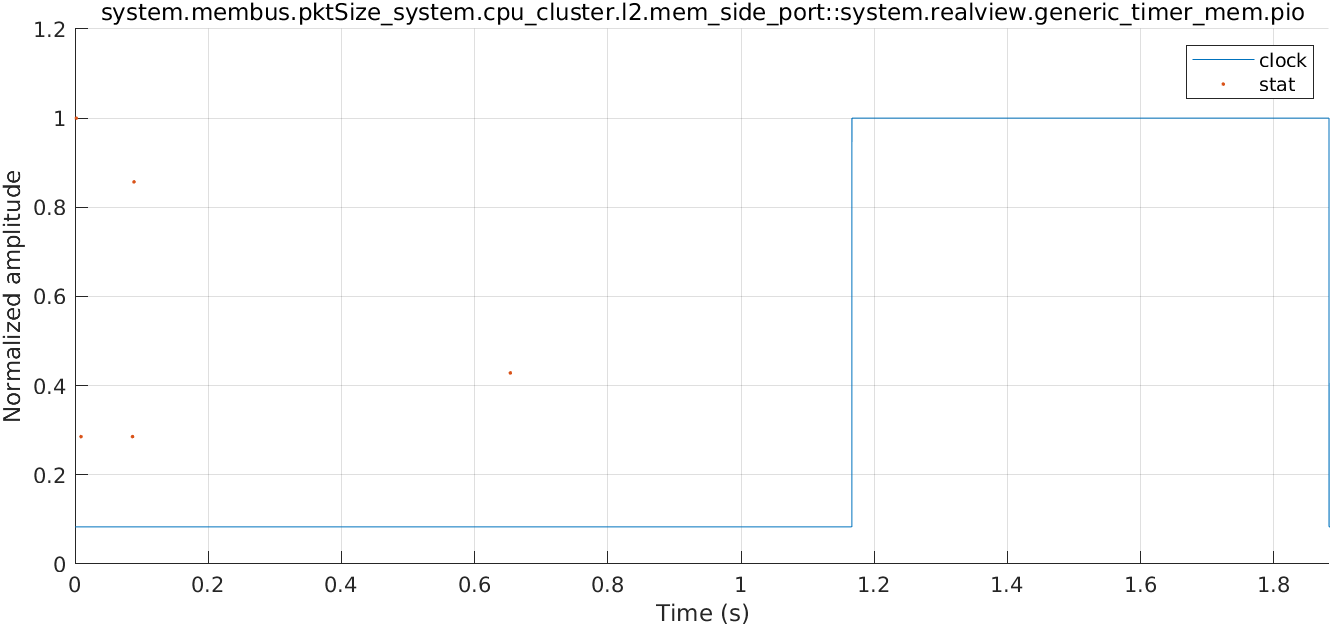 system.membus.pktSize_system.cpu_cluster.l2.mem_side_port::system.realview.generic_timer_mem.pio
1.2
1
0.8
0.6
0.4
0.2
0
Normalized amplitude
clock
stat
0 0.2 0.4 0.6 0.8 1 1.2 1.4 1.6 1.8
Time (s)